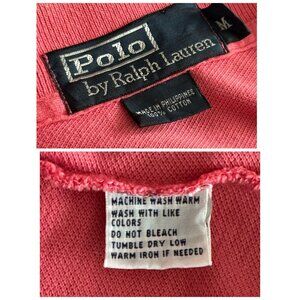 Polo
by Ralph Lauren
M
MADE IN PHILIPPINES
100% COTTON
MACHINE WASH WARM
WASH WITH LIKE
COLORS
DO NOT BLEACH
TUMBLE DRY LOW
WARM IRON IF NEEDED